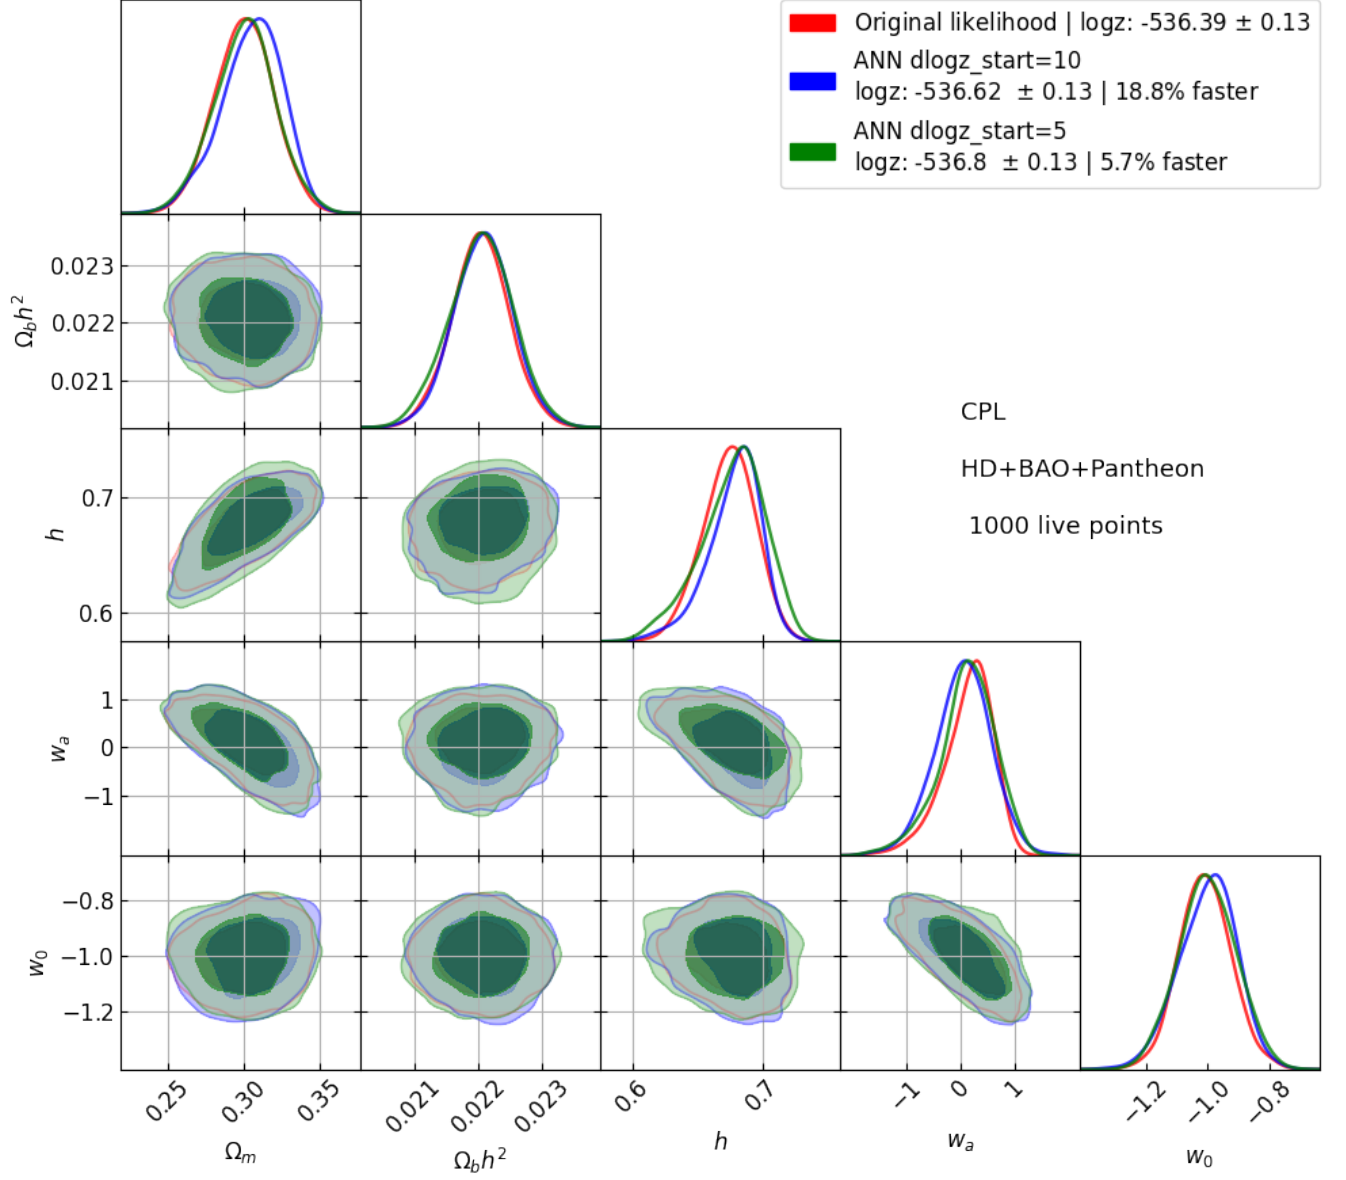 Original likelihood | logz: -536.39 ± 0.13
ANN dlogz_start=10
logz: -536.62 ± 0.13 | 18.8% faster
ANN dlogz_start=5
logz: -536.8 ± 0.13 | 5.7% faster
0.023
0.022
0.021
Ω_b h²
CPL
HD+BAO+Pantheon
1000 live points
0.7
0.6
h
1
0
−1
w_a
−0.8
−1.0
−1.2
w_0
0.25 0.30 0.35 0.021 0.022 0.023 0.6 0.7 −1 0 1 −1.2 −1.0 −0.8
Ω_m Ω_b h² h w_a w_0